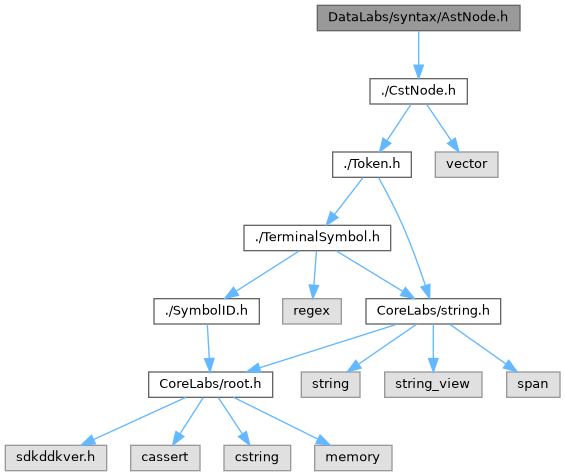 DataLabs/syntax/AstNode.h
./CstNode.h
./Token.h
vector
./TerminalSymbol.h
./SymbolID.h
regex
CoreLabs/string.h
CoreLabs/root.h
string
string_view
span
sdkddkver.h
cassert
cstring
memory